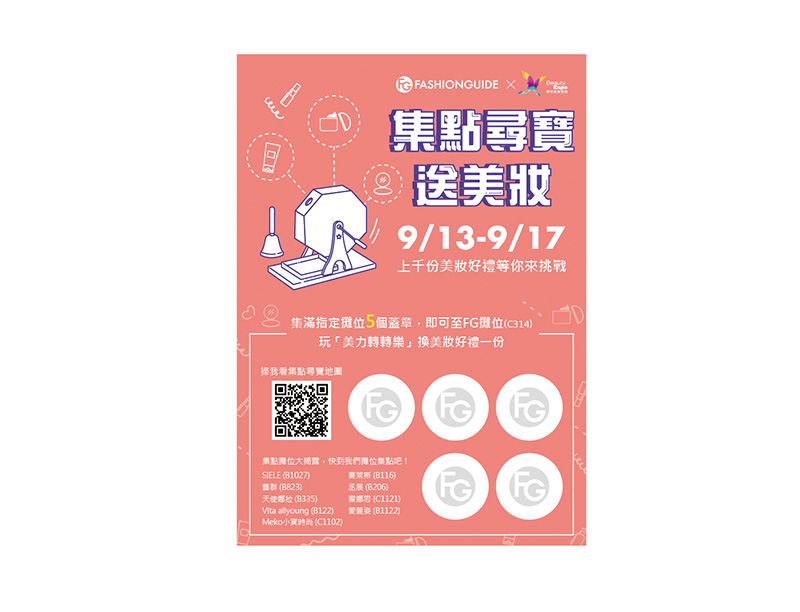 FG FASHIONGUIDE × Beauty Expo
集點尋寶
送美妝
9/13-9/17
上千份美妝好禮等你來挑戰
集滿指定攤位5個蓋章，即可至FG攤位(C314)
玩「美力轉轉樂」換美妝好禮一份
掃我看集點尋寶地圖
FG FG FG
集點攤位大揭露，快到我們攤位集點吧！
SIELE (B1027) 賽萊斯 (B116)
藝群 (B823) 丞展 (B206)
天使娜拉 (B335) 蜜娜思 (C1121)
Vita allyoung (B122) 愛麗姿 (B1122)
Meko小資時尚 (C1102)
FG FG